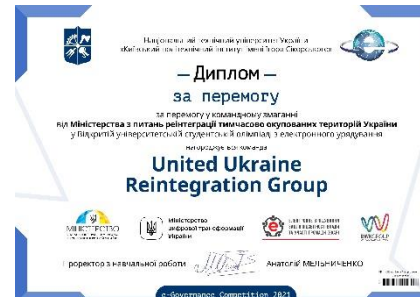 Національний технічний університет України
«Київський політехнічний інститут імені Ігоря Сікорського»
— Диплом —
за перемогу
за перемогу у командному змаганні
від Міністерства з питань реінтеграції тимчасово окупованих територій України
у Відкритій університетській студентській олімпіаді з електронного урядування
нагороджується команда
United Ukraine
Reintegration Group
МІНІСТЕРСТВО
Міністерство
цифрової трансформації
України
Проректор з навчальної роботи
Анатолій МЕЛЬНИЧЕНКО
e-Governance Competition 2021